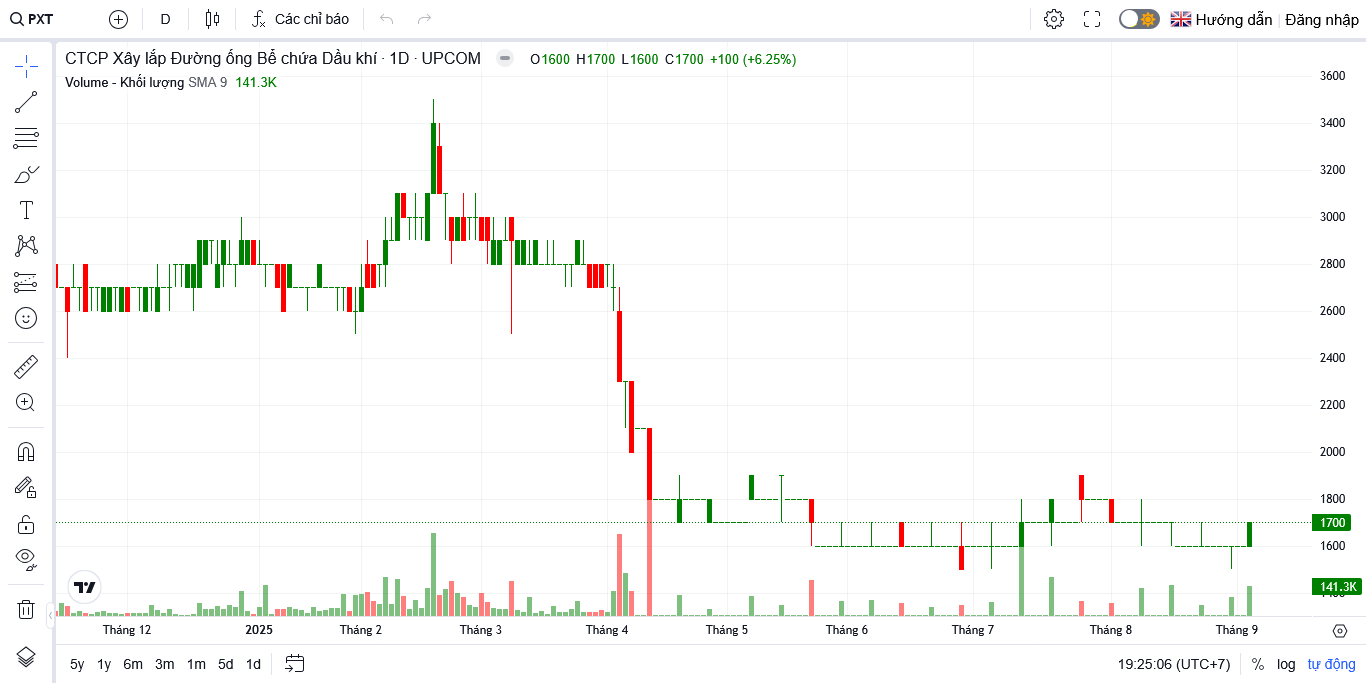 PXT D Các chỉ báo Hướng dẫn Đăng nhập
CTCP Xây lắp Đường ống Bể chứa Dầu khí · 1D · UPCOM O1600 H1700 L1600 C1700 +100 (+6.25%)
Volume - Khối lượng SMA 9 141.3K
3600
3400
3200
3000
2800
2600
2400
2200
2000
1800
1700
1600
141.3K
1400
Tháng 12 2025 Tháng 2 Tháng 3 Tháng 4 Tháng 5 Tháng 6 Tháng 7 Tháng 8 Tháng 9
5y 1y 6m 3m 1m 5d 1d 19:25:06 (UTC+7) % log tự động